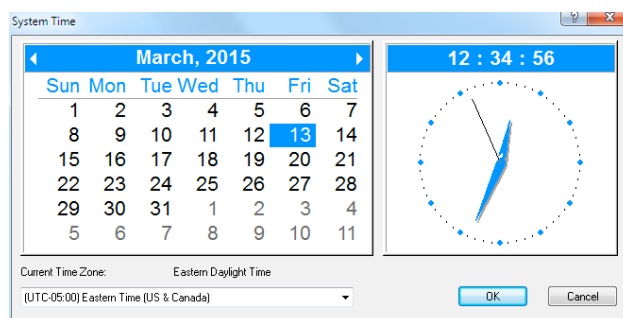 System Time
? X
March, 2015
12 : 34 : 56
Sun Mon Tue Wed Thu Fri Sat
1 2 3 4 5 6 7
8 9 10 11 12 13 14
15 16 17 18 19 20 21
22 23 24 25 26 27 28
29 30 31 1 2 3 4
5 6 7 8 9 10 11
Current Time Zone: Eastern Daylight Time
(UTC-05:00) Eastern Time (US & Canada)
OK Cancel